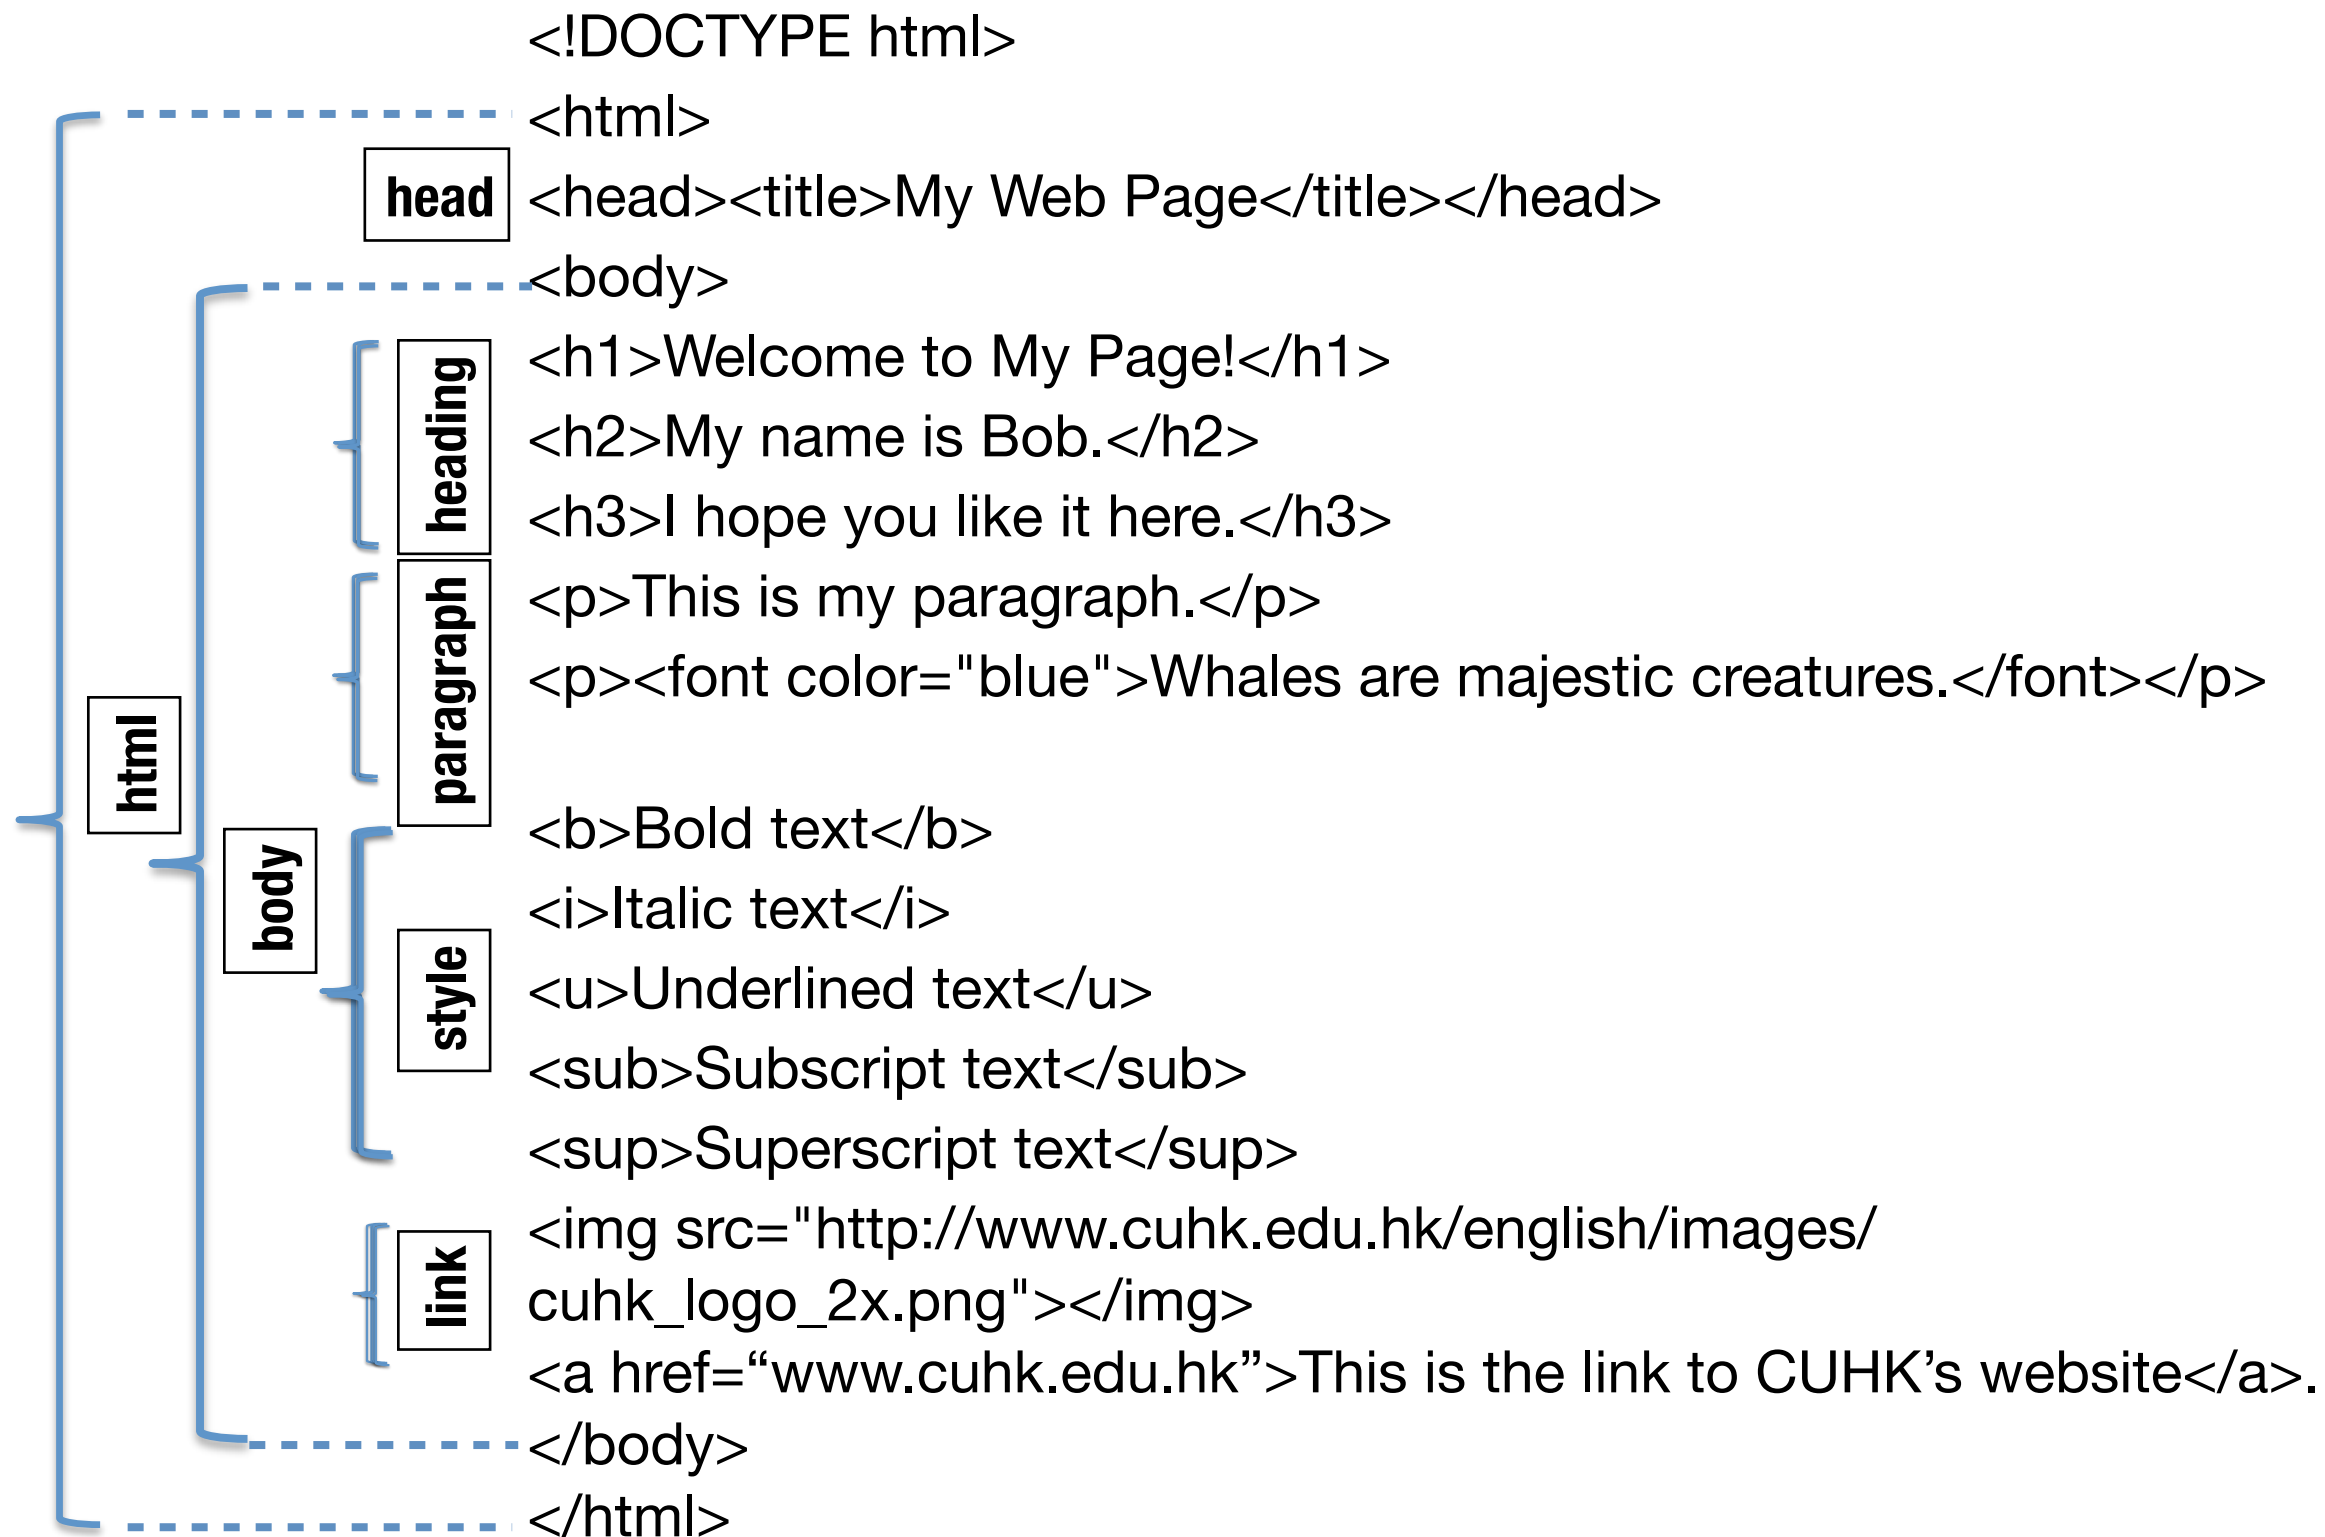 <!DOCTYPE html>
<html>
head
<head><title>My Web Page</title></head>
<body>
heading
<h1>Welcome to My Page!</h1>
<h2>My name is Bob.</h2>
<h3>I hope you like it here.</h3>
paragraph
<p>This is my paragraph.</p>
<p><font color="blue">Whales are majestic creatures.</font></p>
html
body
style
<b>Bold text</b>
<i>Italic text</i>
<u>Underlined text</u>
<sub>Subscript text</sub>
<sup>Superscript text</sup>
link
<img src="http://www.cuhk.edu.hk/english/images/
cuhk_logo_2x.png"></img>
<a href=“www.cuhk.edu.hk”>This is the link to CUHK’s website</a>.
</body>
</html>